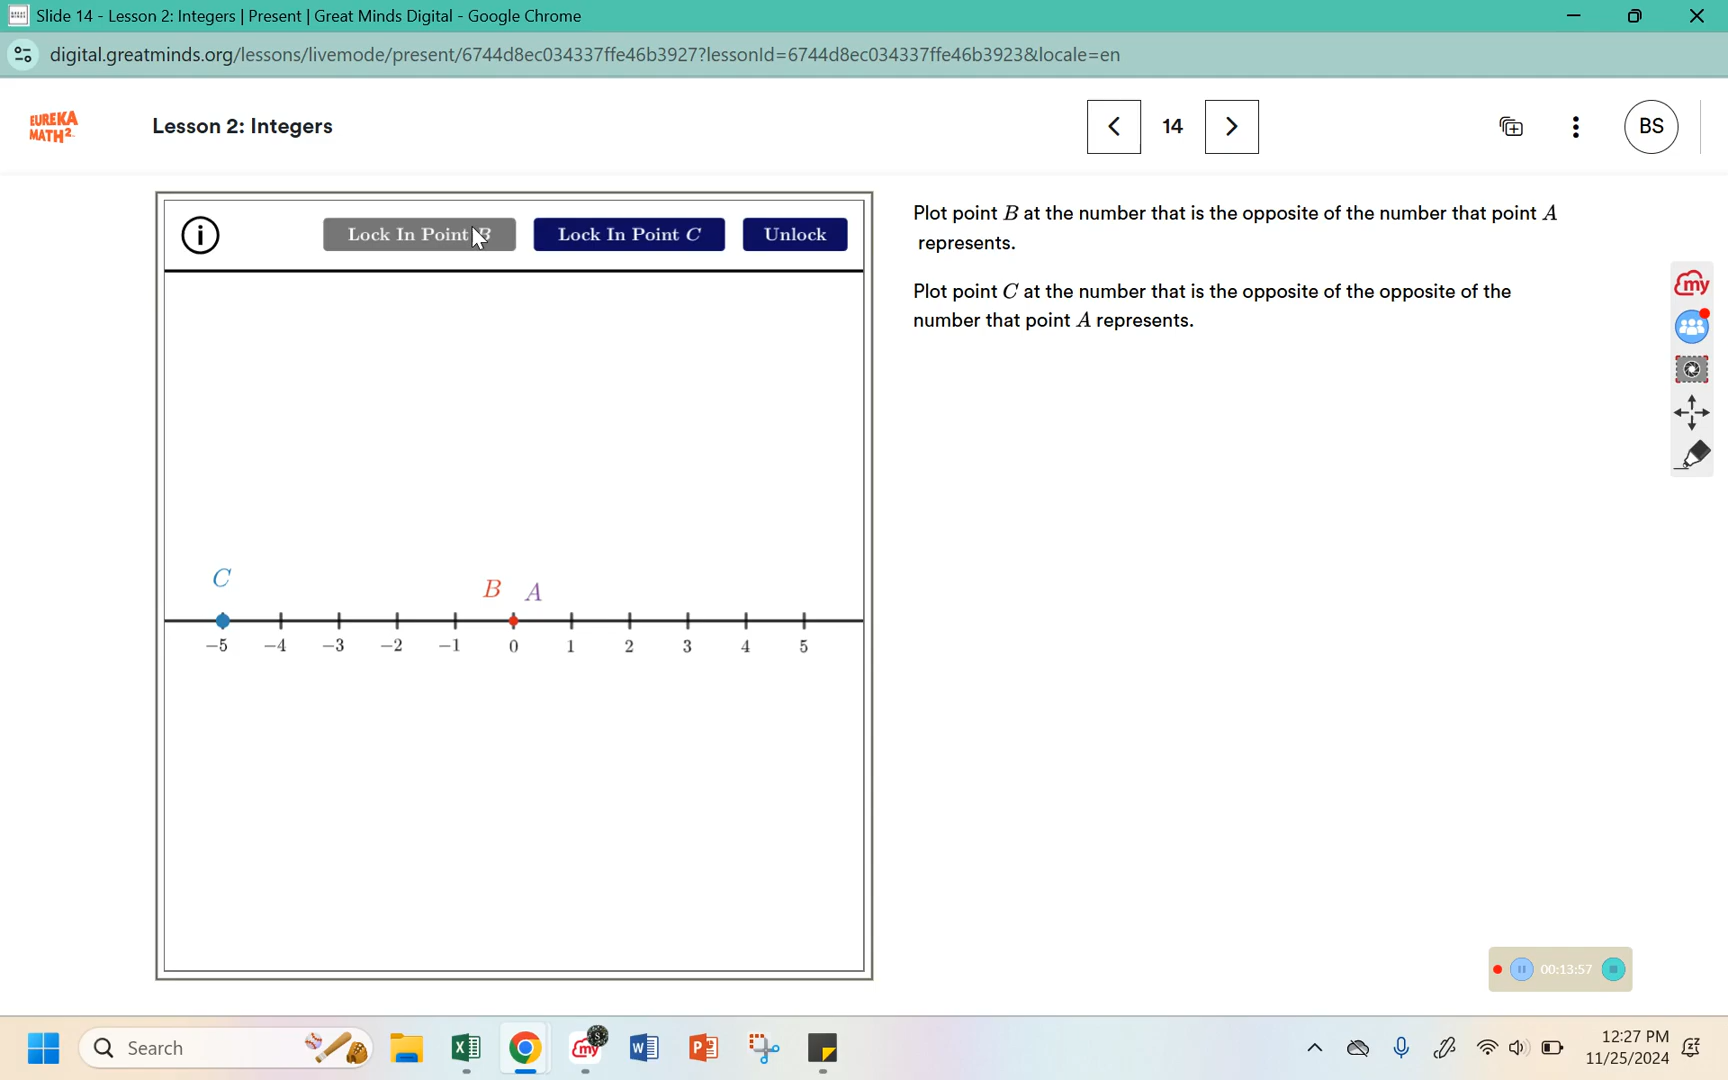 Slide 14 - Lesson 2: Integers | Present | Great Minds Digital - Google Chrome
digital.greatminds.org/lessons/livemode/present/6744d8ec034337ffe46b3927?lessonId=6744d8ec034337ffe46b3923&locale=en
EUREKA
MATH²
Lesson 2: Integers
14
BS
Lock In Point B
Lock In Point C
Unlock
Plot point B at the number that is the opposite of the number that point A
represents.
Plot point C at the number that is the opposite of the opposite of the
number that point A represents.
my
C
B
A
−5 −4 −3 −2 −1 0 1 2 3 4 5
00:13:57
Search
my
S
12:27 PM
11/25/2024